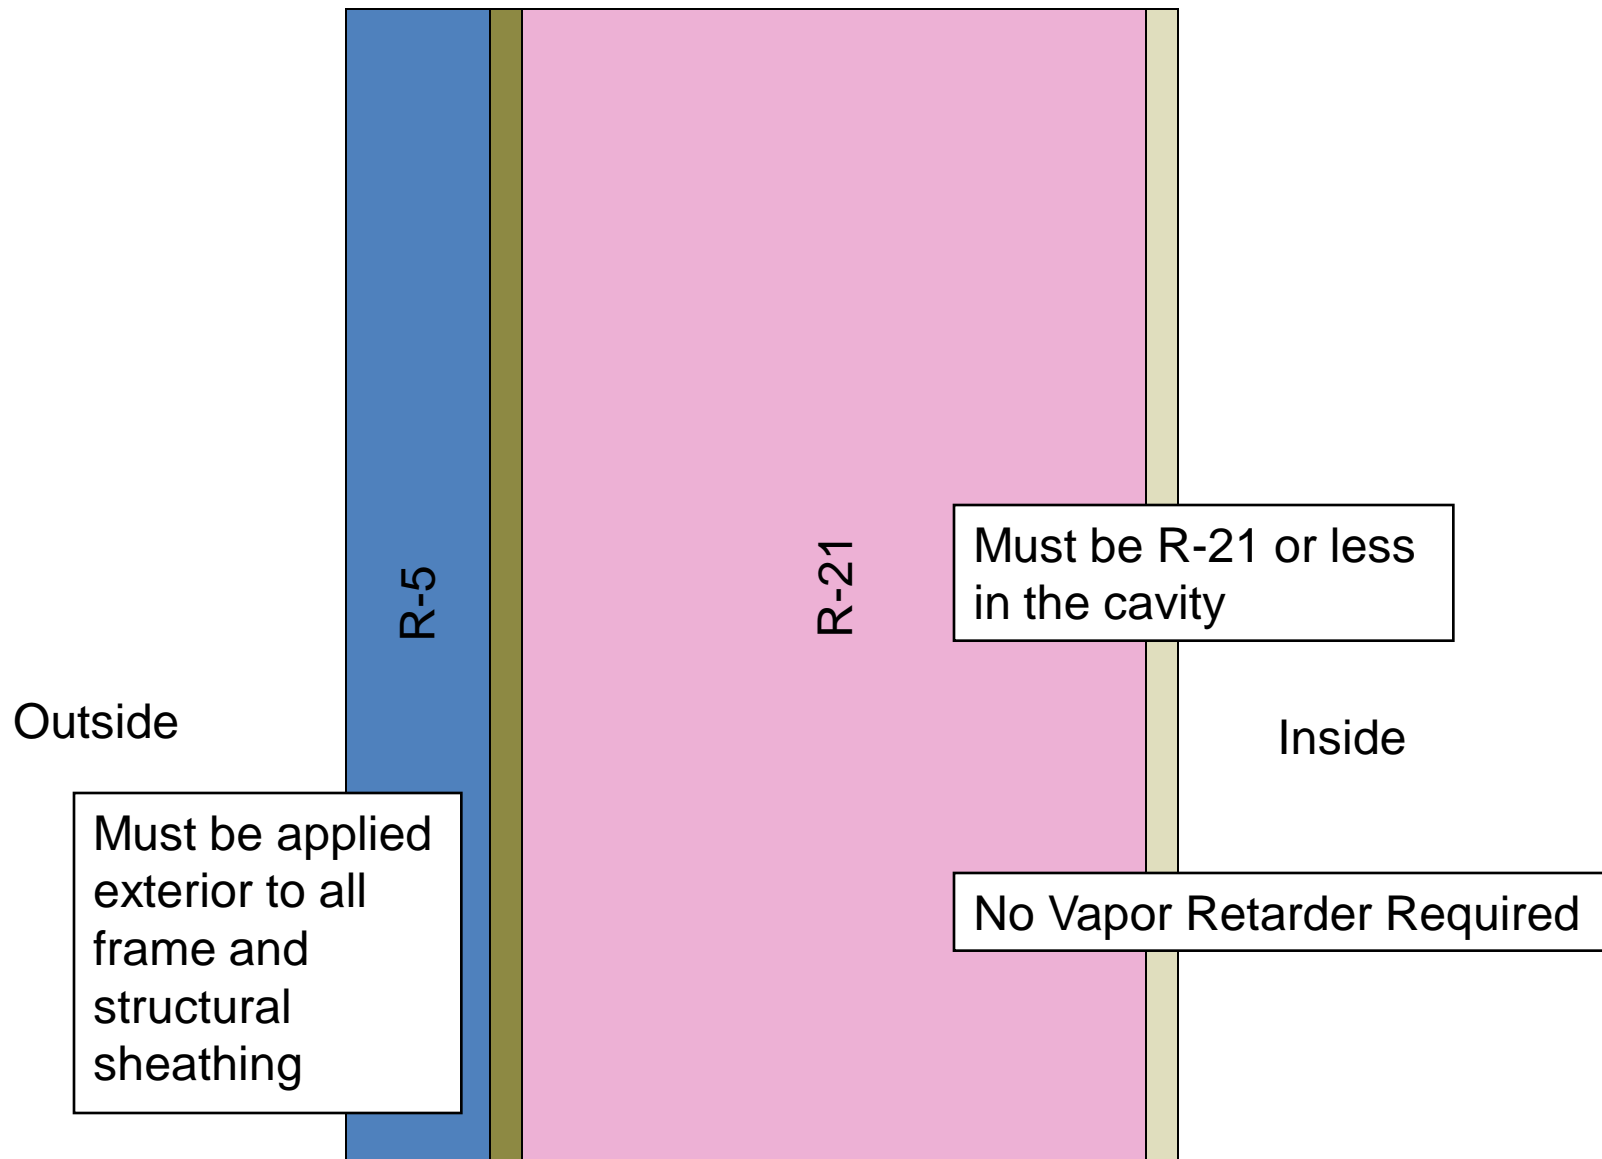 R-5
R-21
Must be R-21 or less
in the cavity
Outside
Inside
Must be applied
exterior to all
frame and
structural
sheathing
No Vapor Retarder Required